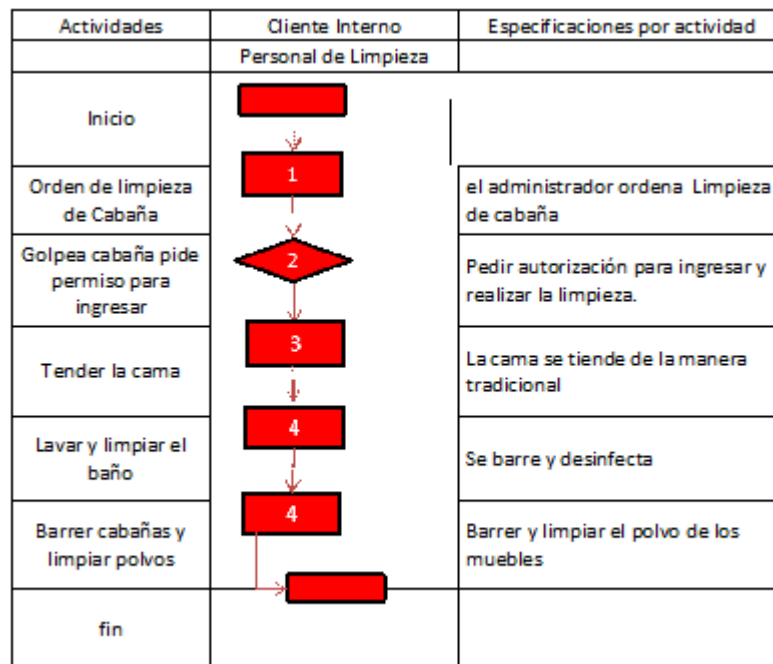 Actividades
Cliente Interno
Especificaciones por actividad
Personal de Limpieza
Inicio
1
Orden de limpieza
de Cabaña
el administrador ordena Limpieza
de cabaña
Golpea cabaña pide
permiso para
ingresar
2
Pedir autorización para ingresar y
realizar la limpieza.
3
Tender la cama
La cama se tiende de la manera
tradicional
4
Lavar y limpiar el
baño
Se barre y desinfecta
4
Barrer cabañas y
limpiar polvos
Barrer y limpiar el polvo de los
muebles
fin